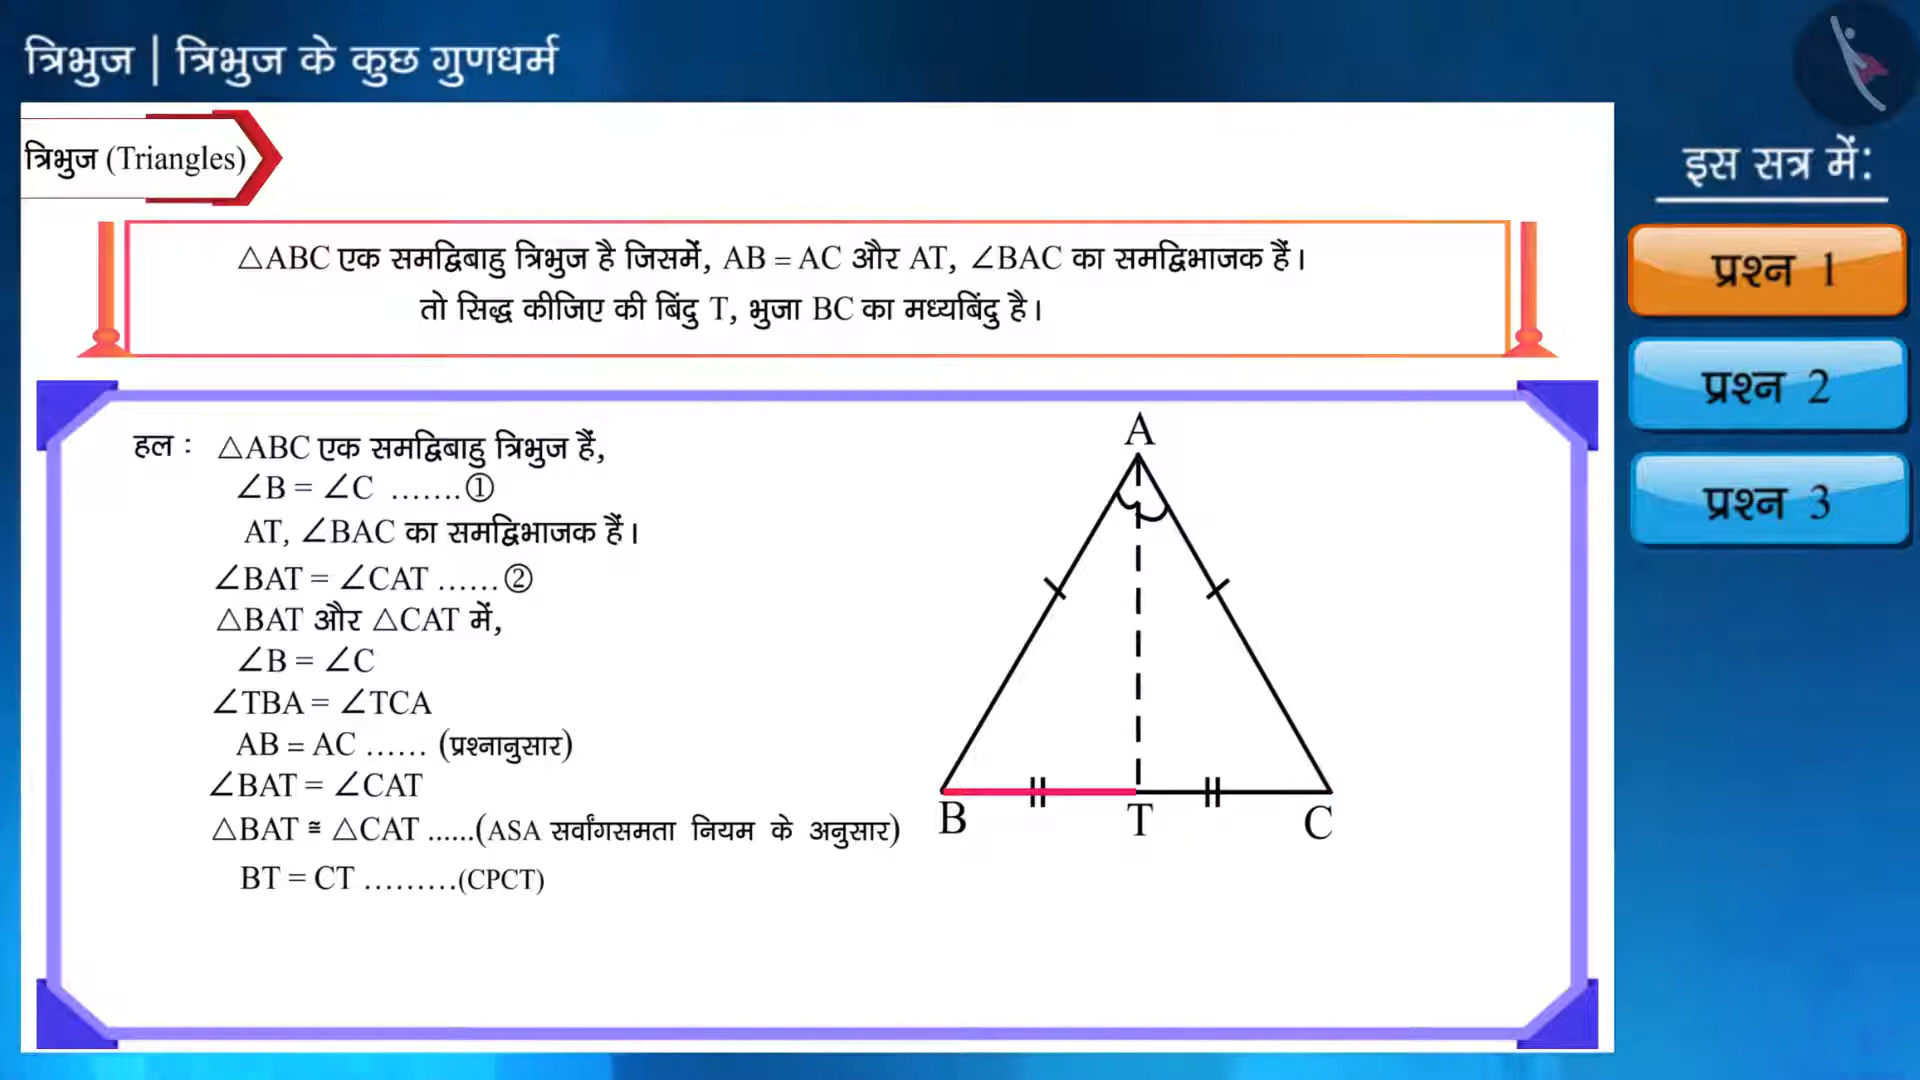 त्रिभुज | त्रिभुज के कुछ गुणधर्म
त्रिभुज (Triangles)
△ABC एक समद्विबाहु त्रिभुज है जिसमें, AB = AC और AT, ∠BAC का समद्विभाजक हैं।
तो सिद्ध कीजिए की बिंदु T, भुजा BC का मध्यबिंदु है।
हल : △ABC एक समद्विबाहु त्रिभुज हैं,
∠B = ∠C .......①
AT, ∠BAC का समद्विभाजक हैं।
∠BAT = ∠CAT ......②
△BAT और △CAT में,
∠B = ∠C
∠TBA = ∠TCA
AB = AC ...... (प्रश्नानुसार)
∠BAT = ∠CAT
△BAT ≅ △CAT ......(ASA सर्वांगसमता नियम के अनुसार)
BT = CT .........(CPCT)
A
B
T
C
इस सत्र में:
प्रश्न 1
प्रश्न 2
प्रश्न 3